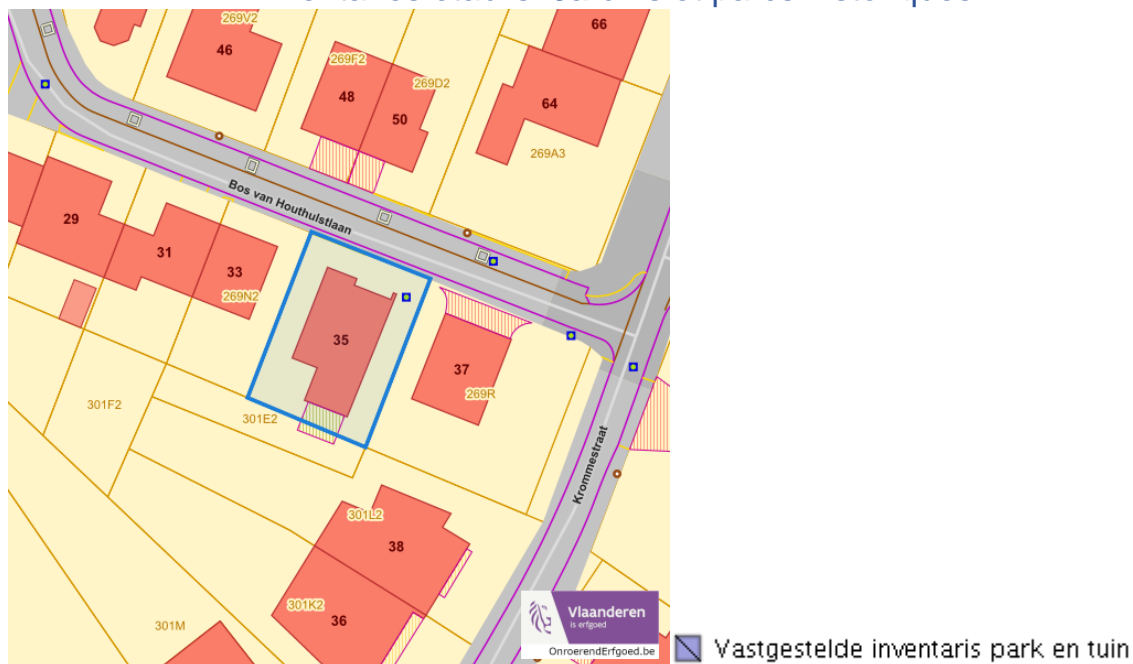 269V2
66
46
269F2
269D2
48
50
64
269A3
Bos van Houthulstlaan
29
31
33
269N2
35
37
269R
301F2
301E2
Krommestraat
301L2
38
301K2
36
301M
Vlaanderen
is erfgoed
OnroerendErfgoed.be
Vastgestelde inventaris park en tuin